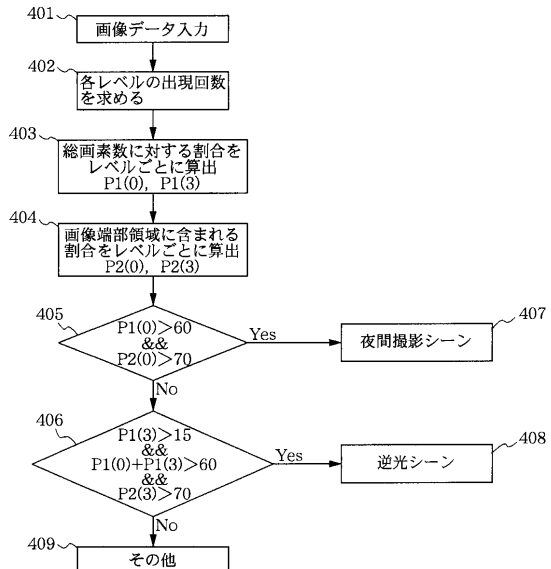 401
画像データ入力
402
各レベルの出現回数
を求める
403
総画素数に対する割合を
レベルごとに算出
P1(0), P1(3)
404
画像端部領域に含まれる
割合をレベルごとに算出
P2(0), P2(3)
405
P1(0)>60
&&
P2(0)>70
Yes
407
夜間撮影シーン
No
406
P1(3)>15
&&
P1(0)+P1(3)>60
&&
P2(3)>70
Yes
408
逆光シーン
No
409
その他